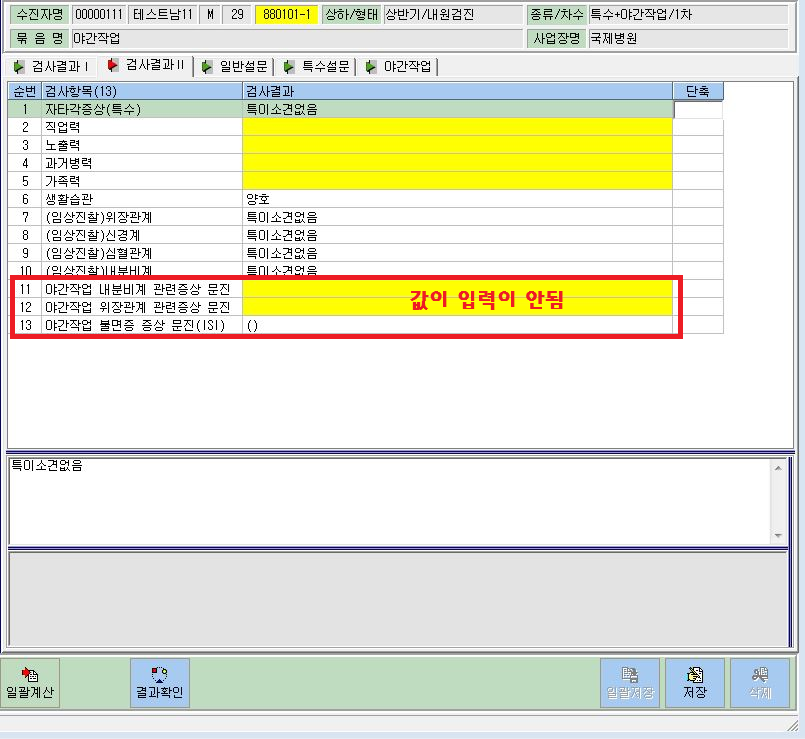 수진자명 00000111 테스트남11 M 29 880101-1 상하/형태 상반기/내원검진 종류/차수 특수+야간작업/1차
묶 음 명 야간작업 사업장명 국제병원
검사결과Ⅰ 검사결과Ⅱ 일반설문 특수설문 야간작업
순번 검사항목(13) 검사결과 단축
1 자타각증상(특수) 특이소견없음
2 직업력
3 노출력
4 과거병력
5 가족력
6 생활습관 양호
7 (임상진찰)위장관계 특이소견없음
8 (임상진찰)신경계 특이소견없음
9 (임상진찰)심혈관계 특이소견없음
10 (임상진찰)내분비계 특이소견없음
11 야간작업 내분비계 관련증상 문진
12 야간작업 위장관계 관련증상 문진
값이 입력이 안됨
13 야간작업 불면증 증상 문진(ISI) ()
특이소견없음
일괄계산 결과확인 일괄저장 저장 삭제